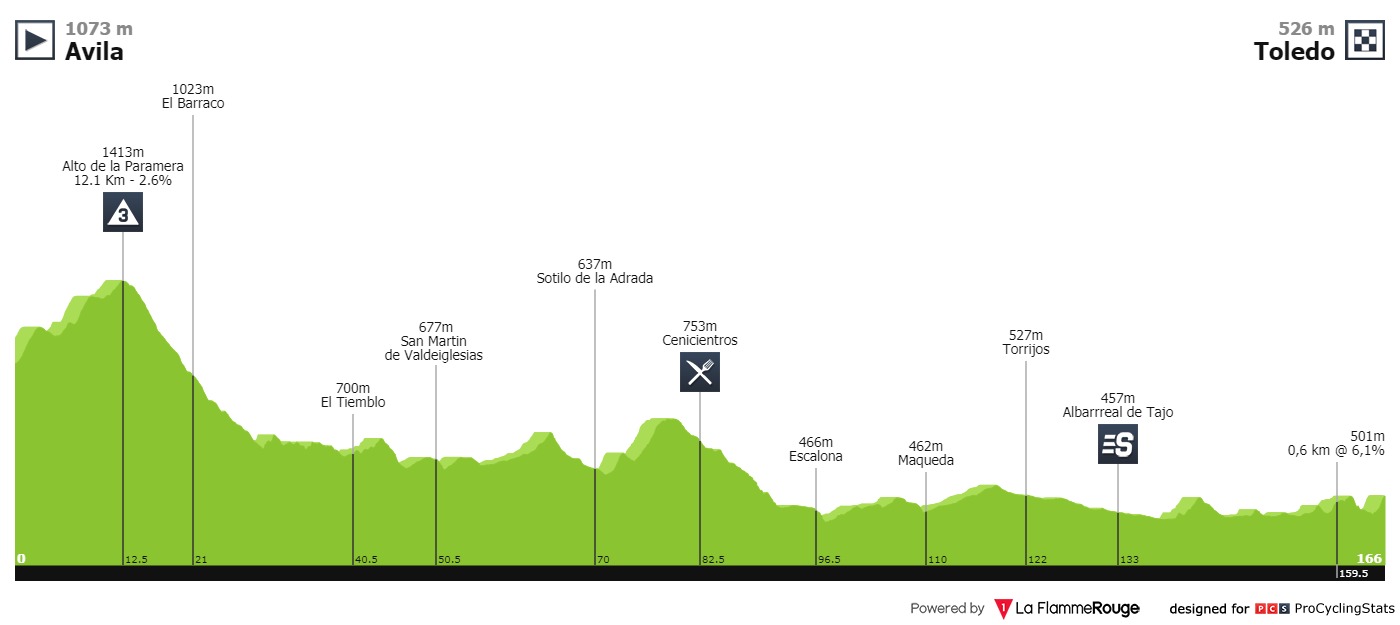 1073 m
Avila
526 m
Toledo
1023m
El Barraco
1413m
Alto de la Paramera
12.1 Km - 2.6%
3
637m
Sotilo de la Adrada
677m
San Martin
de Valdeiglesias
753m
Cenicientros
527m
Torrijos
700m
El Tiemblo
457m
Albarrreal de Tajo
S
466m
Escalona
462m
Maqueda
501m
0,6 km @ 6,1%
0
12.5
21
40.5
50.5
70
82.5
96.5
110
122
133
166
159.5
Powered by 1 La FlammeRouge
designed for PCS ProCyclingStats